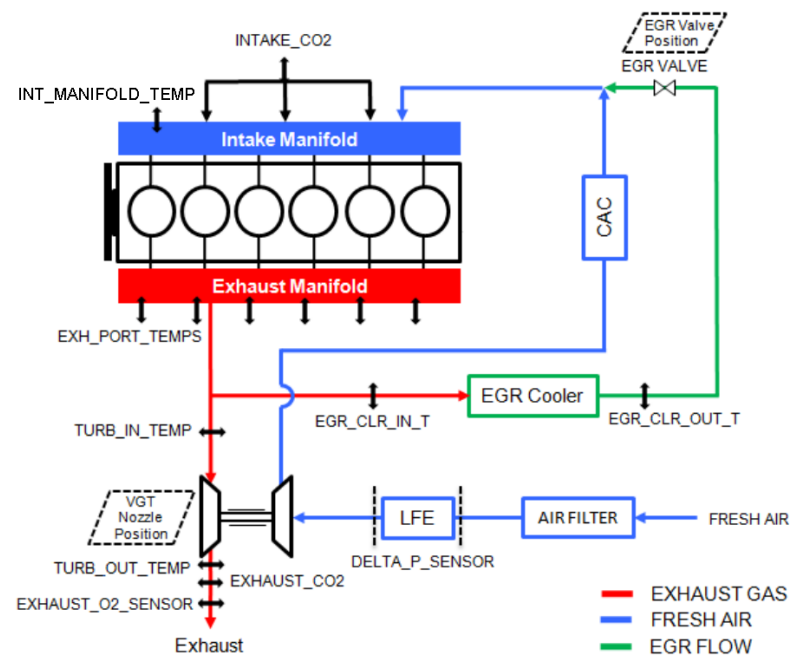 INTAKE_CO2
EGR Valve
Position
EGR VALVE
INT_MANIFOLD_TEMP
Intake Manifold
CAC
Exhaust Manifold
EXH_PORT_TEMPS
EGR Cooler
EGR_CLR_IN_T
EGR_CLR_OUT_T
TURB_IN_TEMP
VGT
Nozzle
Position
LFE
AIR FILTER
FRESH AIR
DELTA_P_SENSOR
TURB_OUT_TEMP
EXHAUST_CO2
EXHAUST_O2_SENSOR
Exhaust
EXHAUST GAS
FRESH AIR
EGR FLOW